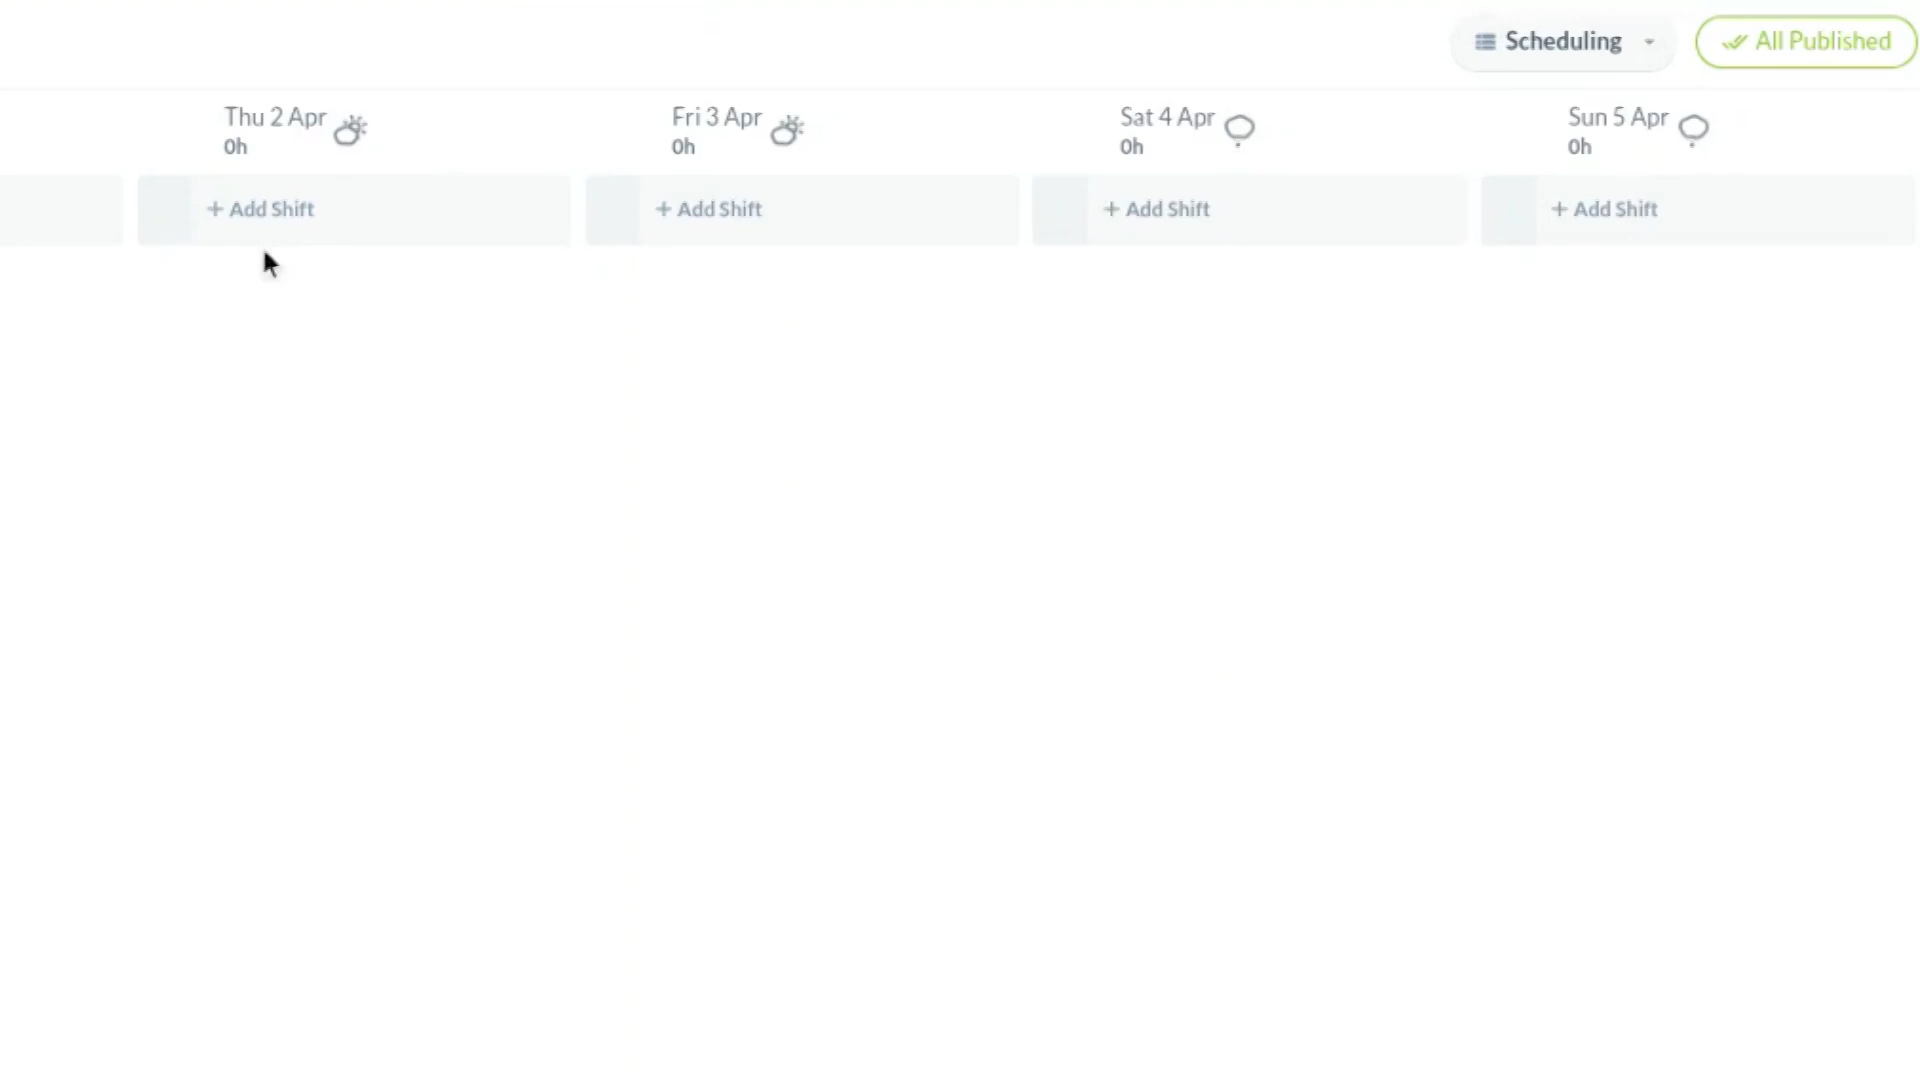 Scheduling
All Published
Thu 2 Apr
0h
Fri 3 Apr
0h
Sat 4 Apr
0h
Sun 5 Apr
0h
+ Add Shift
+ Add Shift
+ Add Shift
+ Add Shift